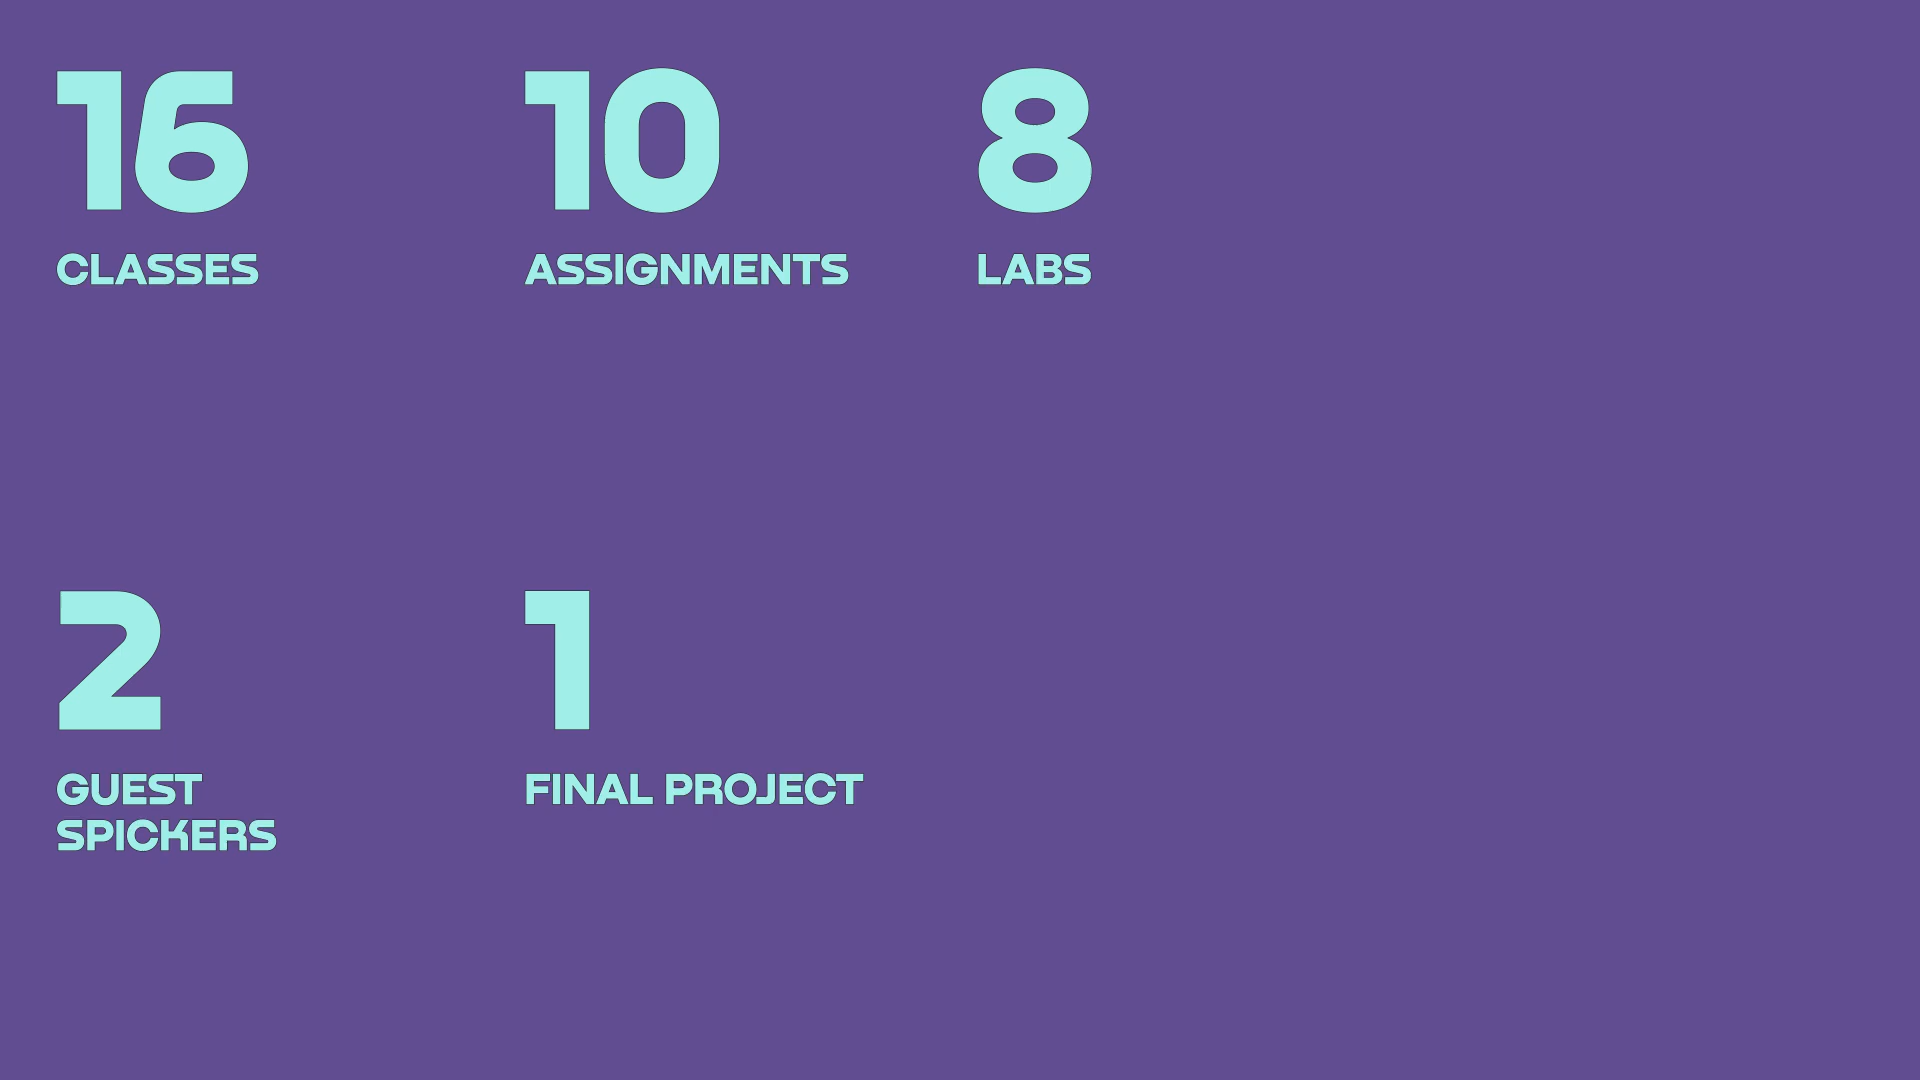 16
CLASSES
10
ASSIGNMENTS
8
LABS
2
GUEST
SPICKERS
1
FINAL PROJECT